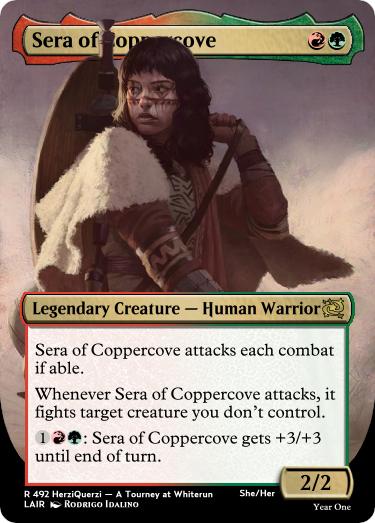 Sera of Coppercove
Legendary Creature — Human Warrior
Sera of Coppercove attacks each combat
if able.
Whenever Sera of Coppercove attacks, it
fights target creature you don't control.
1: Sera of Coppercove gets +3/+3
until end of turn.
2/2
R 492 HerziQuerzi — A Tourney at Whiterun
She/Her
Year One
LAIR Rodrigo Idalino